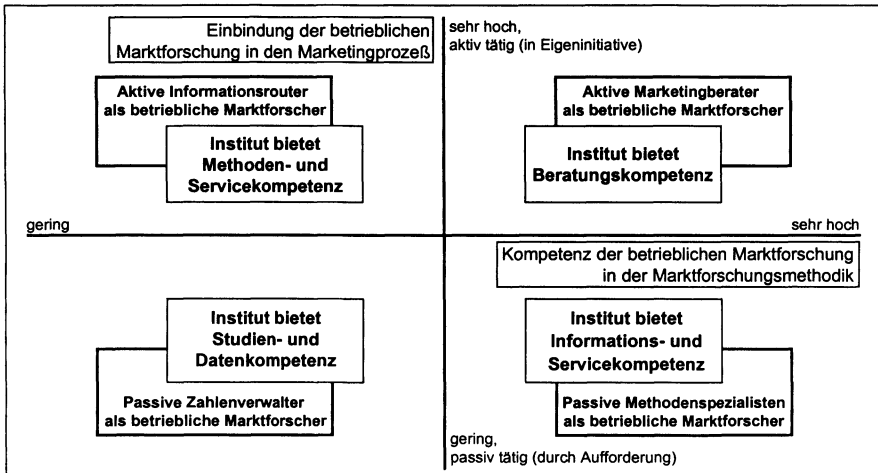 Einbindung der betrieblichen
Marktforschung in den Marketingprozeß
sehr hoch,
aktiv tätig (in Eigeninitiative)
Aktive Informationsrouter
als betriebliche Marktforscher
Institut bietet
Methoden- und
Servicekompetenz
Aktive Marketingberater
als betriebliche Marktforscher
Institut bietet
Beratungskompetenz
gering
sehr hoch
Kompetenz der betrieblichen Marktforschung
in der Marktforschungsmethodik
Institut bietet
Studien- und
Datenkompetenz
Passive Zahlenverwalter
als betriebliche Marktforscher
Institut bietet
Informations- und
Servicekompetenz
Passive Methodenspezialisten
als betriebliche Marktforscher
gering,
passiv tätig (durch Aufforderung)